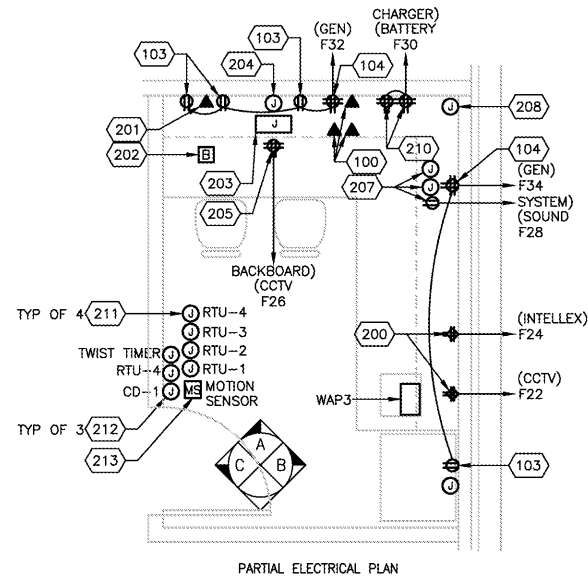 CHARGER)
(GEN)
(BATTERY
103
204
103
F32
104
F30
J
J
208
201
J
202
B
210
104
203
100
J
(GEN)
207
J
F34
205
SYSTEM)
(SOUND
F28
BACKBOARD)
(CCTV
F26
TYP OF 4
211
J
RTU-4
(INTELLEX)
J
RTU-3
200
F24
TWIST TIMER
J
J
RTU-2
RTU-4
J
J
RTU-1
(CCTV)
CD-1
J
MS
MOTION
SENSOR
WAP3
F22
TYP OF 3
212
213
A
C
B
103
J
PARTIAL ELECTRICAL PLAN